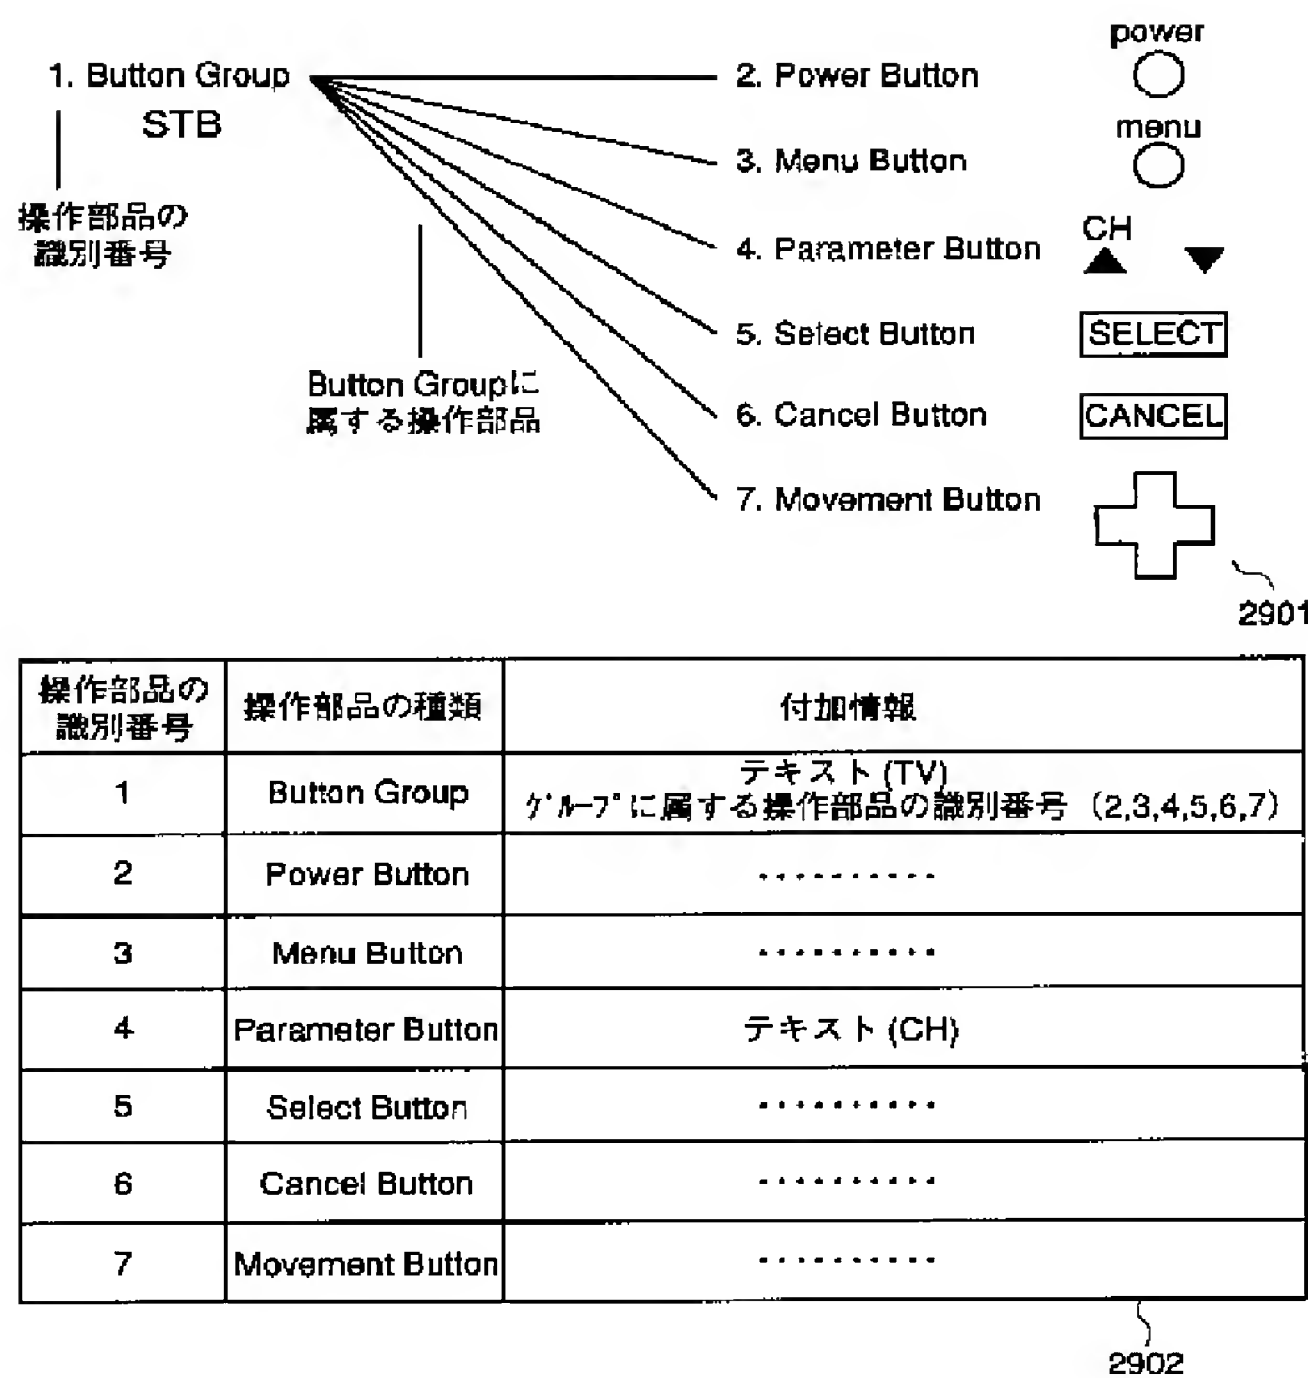 power
1. Button Group
STB
2. Power Button
menu
3. Menu Button
操作部品の
識別番号
CH
4. Parameter Button
5. Select Button
SELECT
Button Groupに
属する操作部品
6. Cancel Button
CANCEL
7. Movement Button
2901
操作部品の
識別番号
操作部品の種類
付加情報
1
Button Group
テキスト (TV)
グループに属する操作部品の識別番号 (2,3,4,5,6,7)
2
Power Button
··········
3
Menu Button
··········
4
Parameter Button
テキスト (CH)
5
Select Button
··········
6
Cancel Button
··········
7
Movement Button
··········
2902